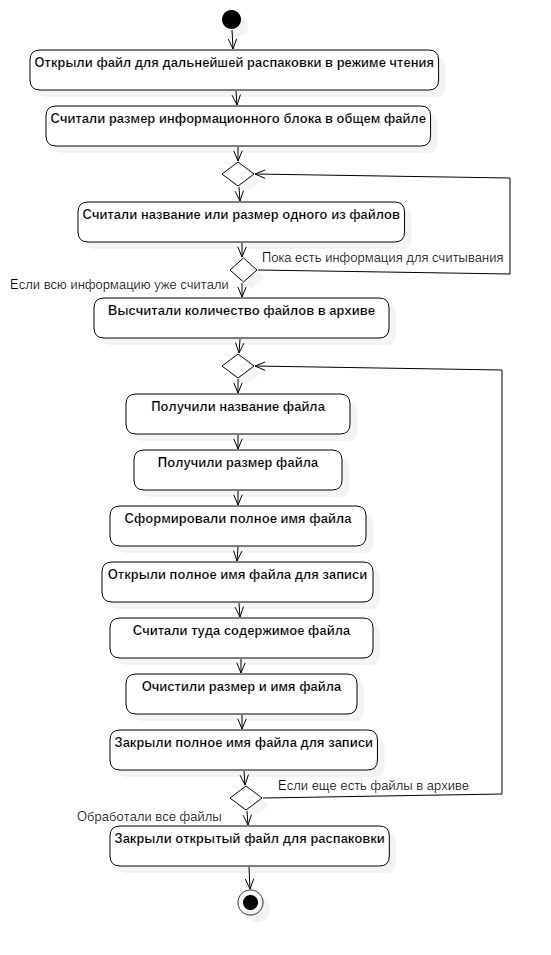 Открыли файл для дальнейшей распаковки в режиме чтения
Считали размер информационного блока в общем файле
Считали название или размер одного из файлов
Пока есть информация для считывания
Если всю информацию уже считали
Высчитали количество файлов в архиве
Получили название файла
Получили размер файла
Сформировали полное имя файла
Открыли полное имя файла для записи
Считали туда содержимое файла
Очистили размер и имя файла
Закрыли полное имя файла для записи
Если еще есть файлы в архиве
Обработали все файлы
Закрыли открытый файл для распаковки